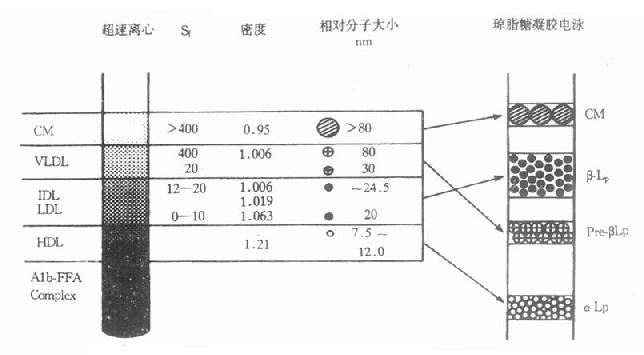 超速离心 Sf 密度 相对分子大小 琼脂糖凝胶电泳
nm
CM >400 0.95 >80 CM
VLDL 400 1.006 80
20 30
IDL 12—20 1.006 ~24.5 β-Lp
LDL 1.019
0—10 1.063 20
HDL 7.5~ Pre-βLp
1.21 12.0
Alb-FFA
Complex α-Lp